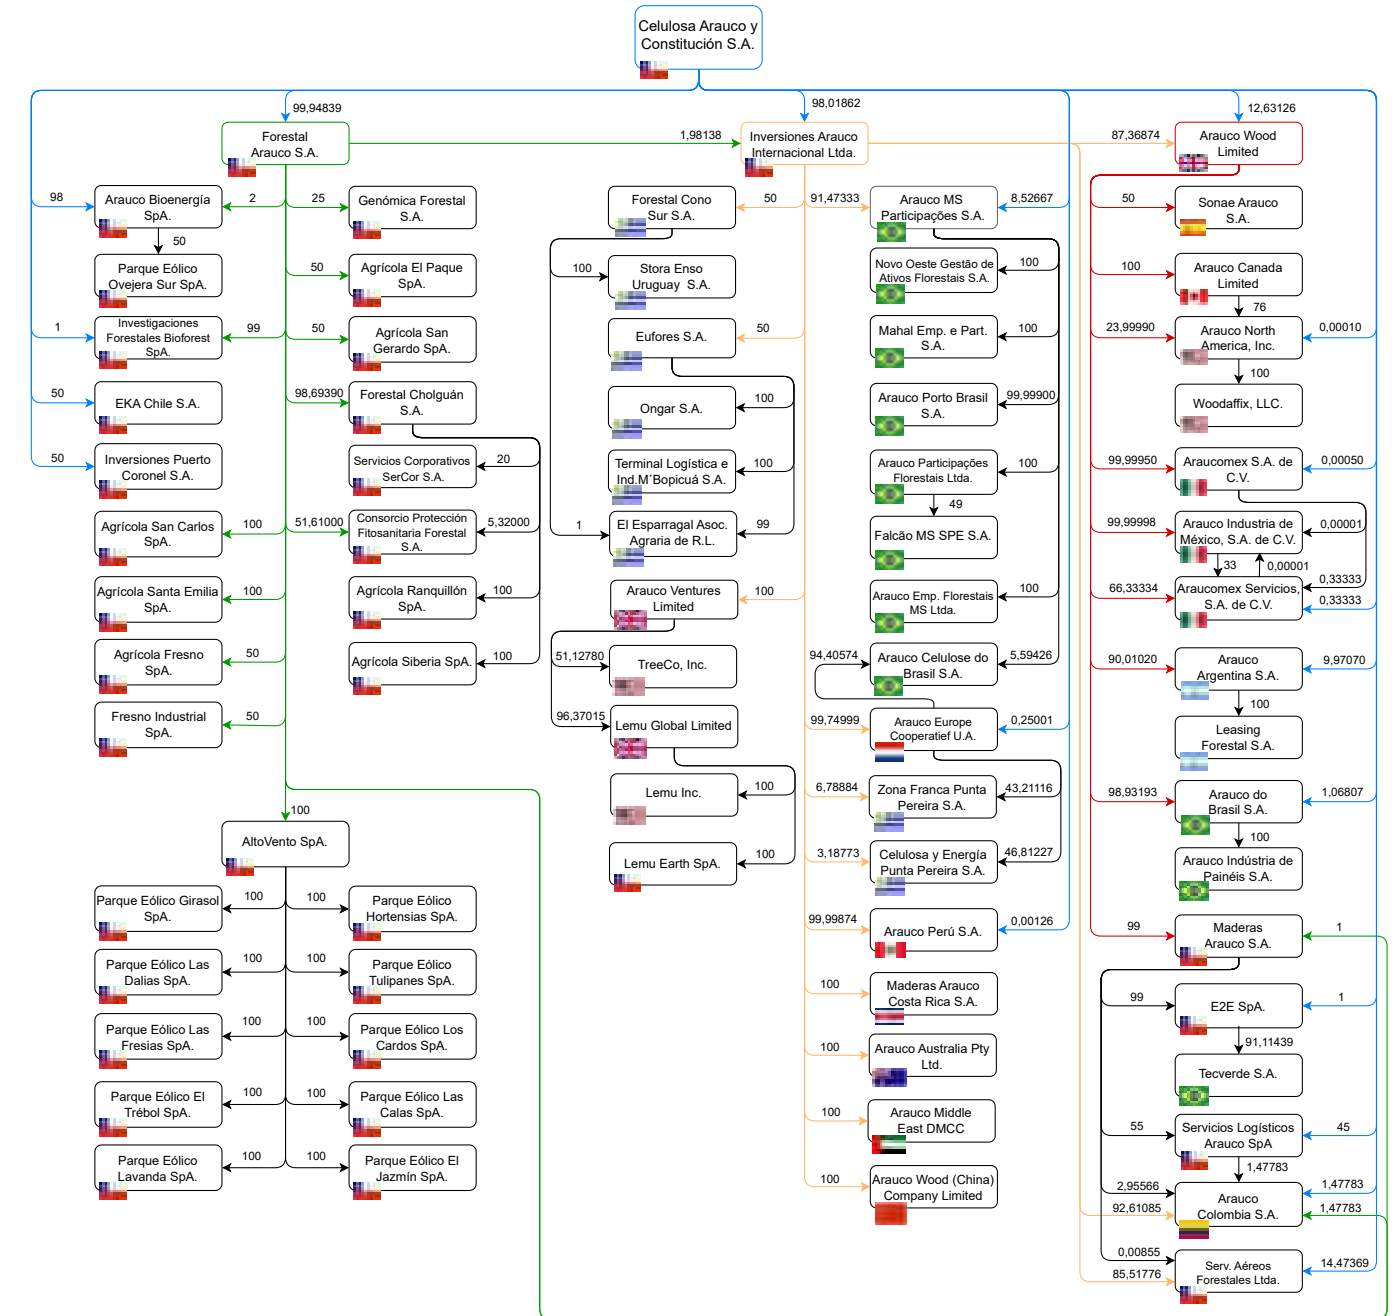 Celulosa Arauco y
Constitución S.A.
99,94839
98,01862
12,63126
Forestal
Arauco S.A.
1,98138
Inversiones Arauco
Internacional Ltda.
87,36874
Arauco Wood
Limited
98
Arauco Bioenergía
SpA.
2
25
Genómica Forestal
S.A.
Forestal Cono
Sur S.A.
50
91,47333
Arauco MS
Participações S.A.
8,52667
50
Sonae Arauco
S.A.
50
Parque Eólico
Ovejera Sur SpA.
50
Agrícola El Paque
SpA.
100
Stora Enso
Uruguay S.A.
Novo Oeste Gestão de
Ativos Florestais S.A.
100
100
Arauco Canada
Limited
76
1
Investigaciones
Forestales Bioforest
SpA.
99
50
Agrícola San
Gerardo SpA.
Eufores S.A.
50
Mahal Emp. e Part.
S.A.
100
23,99990
Arauco North
America, Inc.
0,00010
100
50
EKA Chile S.A.
98,69390
Forestal Cholguán
S.A.
Ongar S.A.
100
Arauco Porto Brasil
S.A.
99,99900
Woodaffix, LLC.
50
Inversiones Puerto
Coronel S.A.
Servicios Corporativos
SerCor S.A.
20
Terminal Logística e
Ind.M´Bopicuá S.A.
100
Arauco Participações
Florestais Ltda.
100
49
99,99950
Araucomex S.A. de
C.V.
0,00050
Agrícola San Carlos
SpA.
100
51,61000
Consorcio Protección
Fitosanitaria Forestal
S.A.
5,32000
1
El Esparragal Asoc.
Agraria de R.L.
99
Falcão MS SPE S.A.
99,99998
Arauco Industria de
México, S.A. de C.V.
0,00001
33
0,00001
Agrícola Santa Emilia
SpA.
100
Agrícola Ranquillón
SpA.
100
Arauco Ventures
Limited
100
Arauco Emp. Florestais
MS Ltda.
100
66,33334
Araucomex Servicios,
S.A. de C.V.
0,33333
0,33333
Agrícola Fresno
SpA.
50
Agrícola Siberia SpA.
100
51,12780
TreeCo, Inc.
94,40574
Arauco Celulose do
Brasil S.A.
5,59426
90,01020
Arauco
Argentina S.A.
9,97070
100
Fresno Industrial
SpA.
50
96,37015
Lemu Global Limited
99,74999
Arauco Europe
Cooperatief U.A.
0,25001
Leasing
Forestal S.A.
Lemu Inc.
100
6,78884
Zona Franca Punta
Pereira S.A.
43,21116
98,93193
Arauco do
Brasil S.A.
1,06807
100
100
AltoVento SpA.
Lemu Earth SpA.
100
3,18773
Celulosa y Energía
Punta Pereira S.A.
46,81227
Arauco Indústria de
Painéis S.A.
Parque Eólico Girasol
SpA.
100
100
Parque Eólico
Hortensias SpA.
99,99874
Arauco Perú S.A.
0,00126
99
Maderas
Arauco S.A.
1
Parque Eólico Las
Dalias SpA.
100
100
Parque Eólico
Tulipanes SpA.
100
Maderas Arauco
Costa Rica S.A.
99
E2E SpA.
1
91,11439
Parque Eólico Las
Fresias SpA.
100
100
Parque Eólico Los
Cardos SpA.
100
Arauco Australia Pty
Ltd.
Tecverde S.A.
Parque Eólico El
Trébol SpA.
100
100
Parque Eólico Las
Calas SpA.
100
Arauco Middle
East DMCC
55
Servicios Logísticos
Arauco SpA
45
1,47783
Parque Eólico
Lavanda SpA.
100
100
Parque Eólico El
Jazmín SpA.
100
Arauco Wood (China)
Company Limited
2,95566
92,61085
Arauco
Colombia S.A.
1,47783
1,47783
0,00855
85,51776
Serv. Aéreos
Forestales Ltda.
14,47369